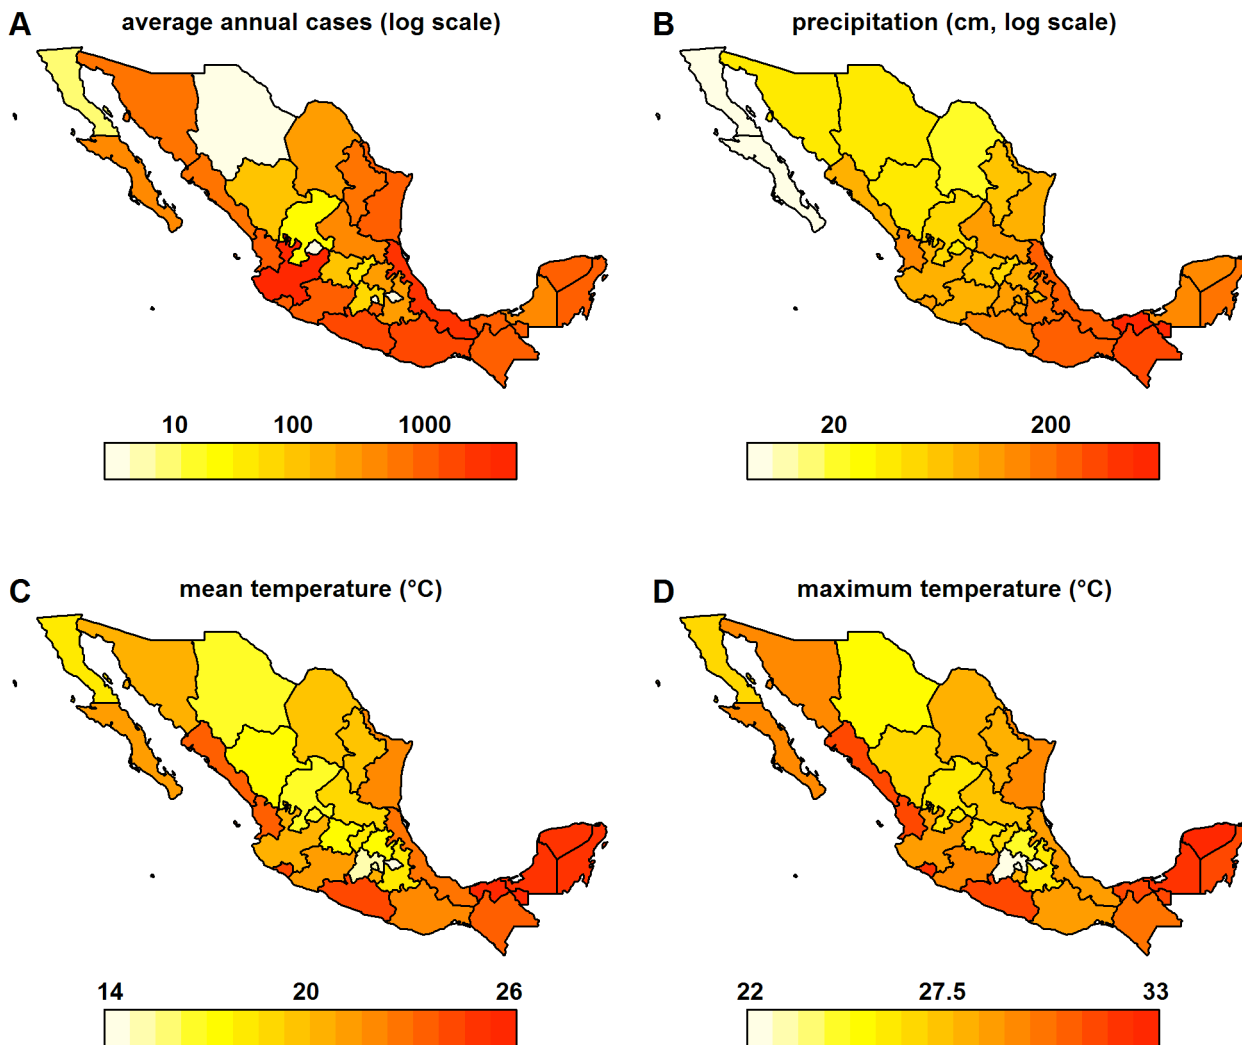 A average annual cases (log scale)
10 100 1000
B precipitation (cm, log scale)
20 200
C mean temperature (°C)
14 20 26
D maximum temperature (°C)
22 27.5 33